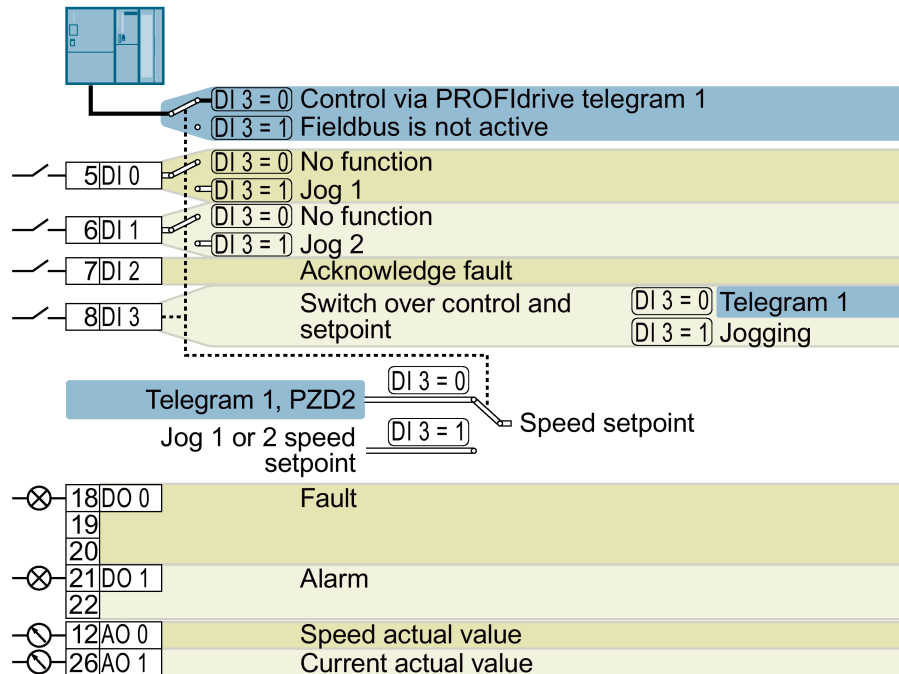 DI 3 = 0 Control via PROFIdrive telegram 1
DI 3 = 1 Fieldbus is not active
5 DI 0 DI 3 = 0 No function
DI 3 = 1 Jog 1
6 DI 1 DI 3 = 0 No function
DI 3 = 1 Jog 2
7 DI 2 Acknowledge fault
8 DI 3 Switch over control and
setpoint
DI 3 = 0 Telegram 1
DI 3 = 1 Jogging
Telegram 1, PZD2 DI 3 = 0
Speed setpoint
Jog 1 or 2 speed
setpoint
DI 3 = 1
18 DO 0 Fault
19
20
21 DO 1 Alarm
22
12 AO 0 Speed actual value
26 AO 1 Current actual value